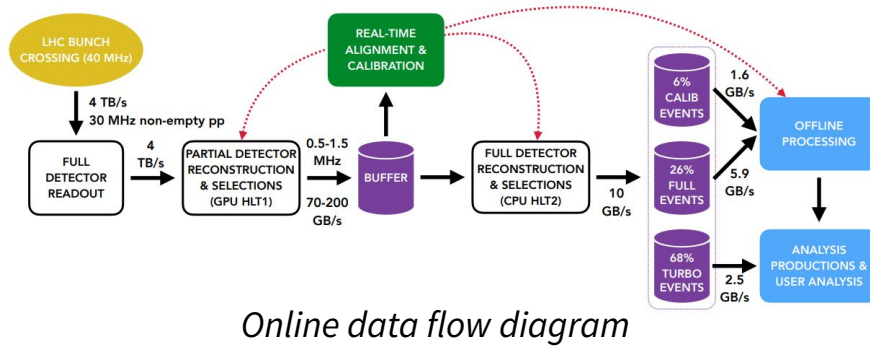 LHC BUNCH
CROSSING (40 MHz)
4 TB/s
30 MHz non-empty pp
FULL
DETECTOR
READOUT
4
TB/s
PARTIAL DETECTOR
RECONSTRUCTION
& SELECTIONS
(GPU HLT1)
REAL-TIME
ALIGNMENT &
CALIBRATION
0.5-1.5
MHz
70-200
GB/s
BUFFER
FULL DETECTOR
RECONSTRUCTION
& SELECTIONS
(CPU HLT2)
10
GB/s
6%
CALIB
EVENTS
26%
FULL
EVENTS
68%
TURBO
EVENTS
1.6
GB/s
5.9
GB/s
2.5
GB/s
OFFLINE
PROCESSING
ANALYSIS
PRODUCTIONS &
USER ANALYSIS
Online data flow diagram